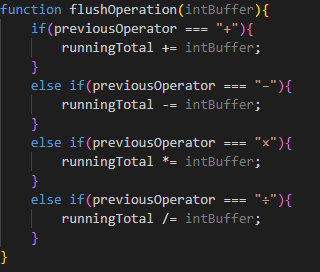 function flushOperation(intBuffer){
    if(previousOperator === "+"){
        runningTotal += intBuffer;
    }
    else if(previousOperator === "−"){
        runningTotal -= intBuffer;
    }
    else if(previousOperator === "×"){
        runningTotal *= intBuffer;
    }
    else if(previousOperator === "÷"){
        runningTotal /= intBuffer;
    }
}